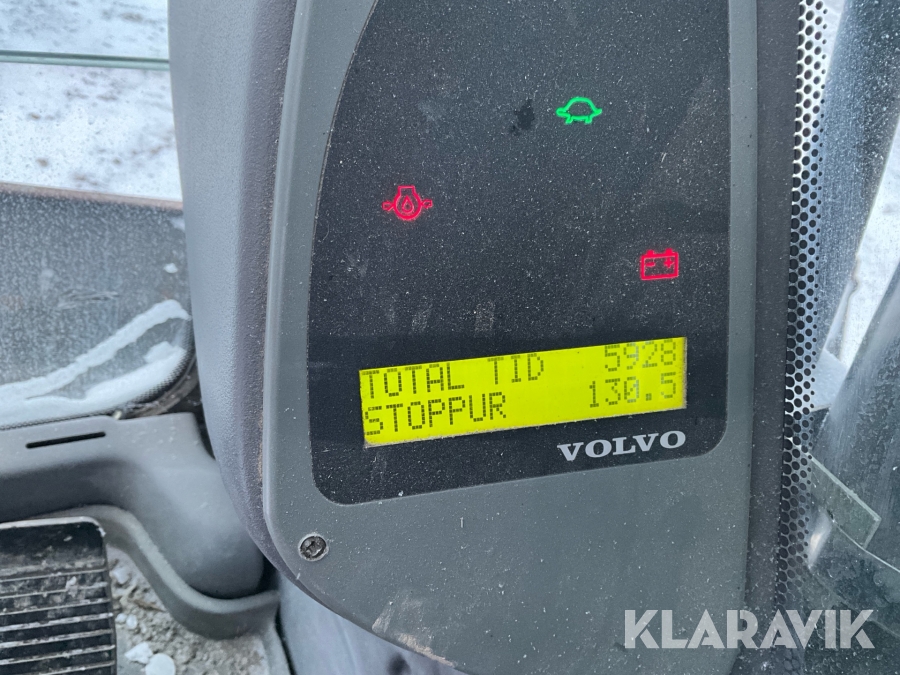 TOTAL TID 5928
STOPPUR 130.5
VOLVO
KLARAVIK